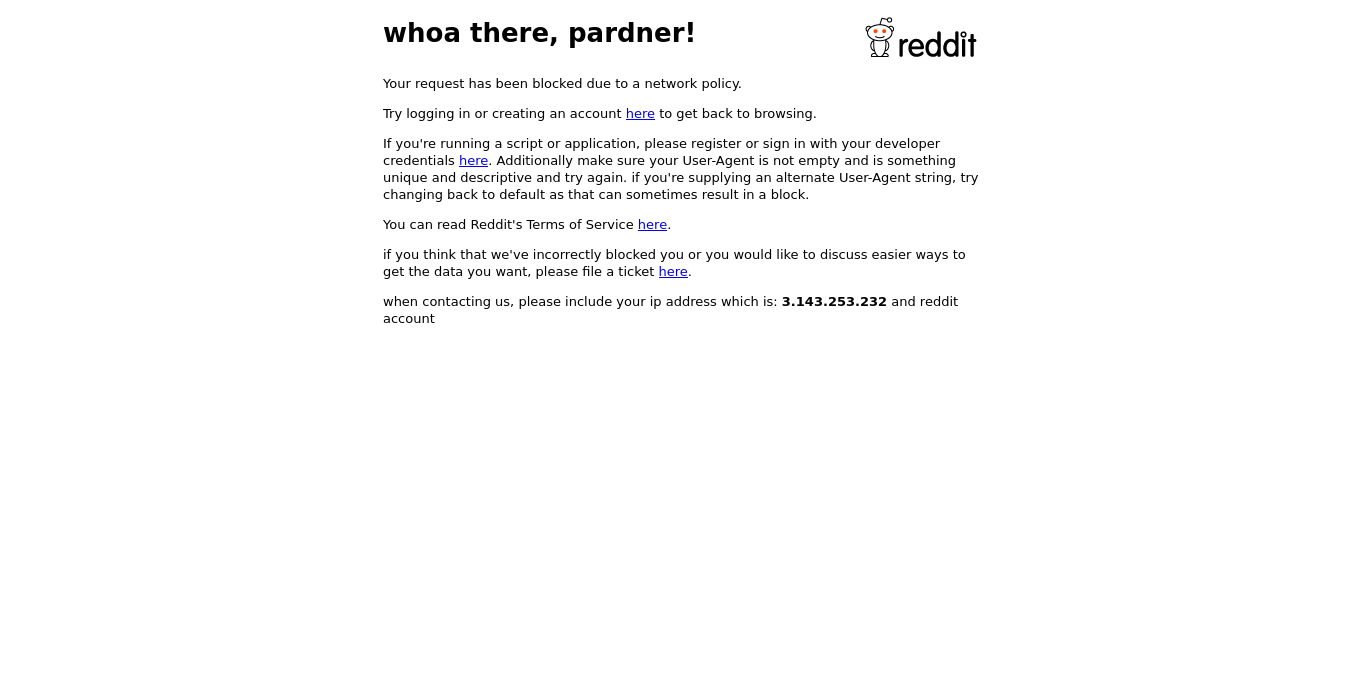 whoa there, pardner!
reddit
Your request has been blocked due to a network policy.
Try logging in or creating an account here to get back to browsing.
If you're running a script or application, please register or sign in with your developer
credentials here. Additionally make sure your User-Agent is not empty and is something
unique and descriptive and try again. if you're supplying an alternate User-Agent string, try
changing back to default as that can sometimes result in a block.
You can read Reddit's Terms of Service here.
if you think that we've incorrectly blocked you or you would like to discuss easier ways to
get the data you want, please file a ticket here.
when contacting us, please include your ip address which is: 3.143.253.232 and reddit
account